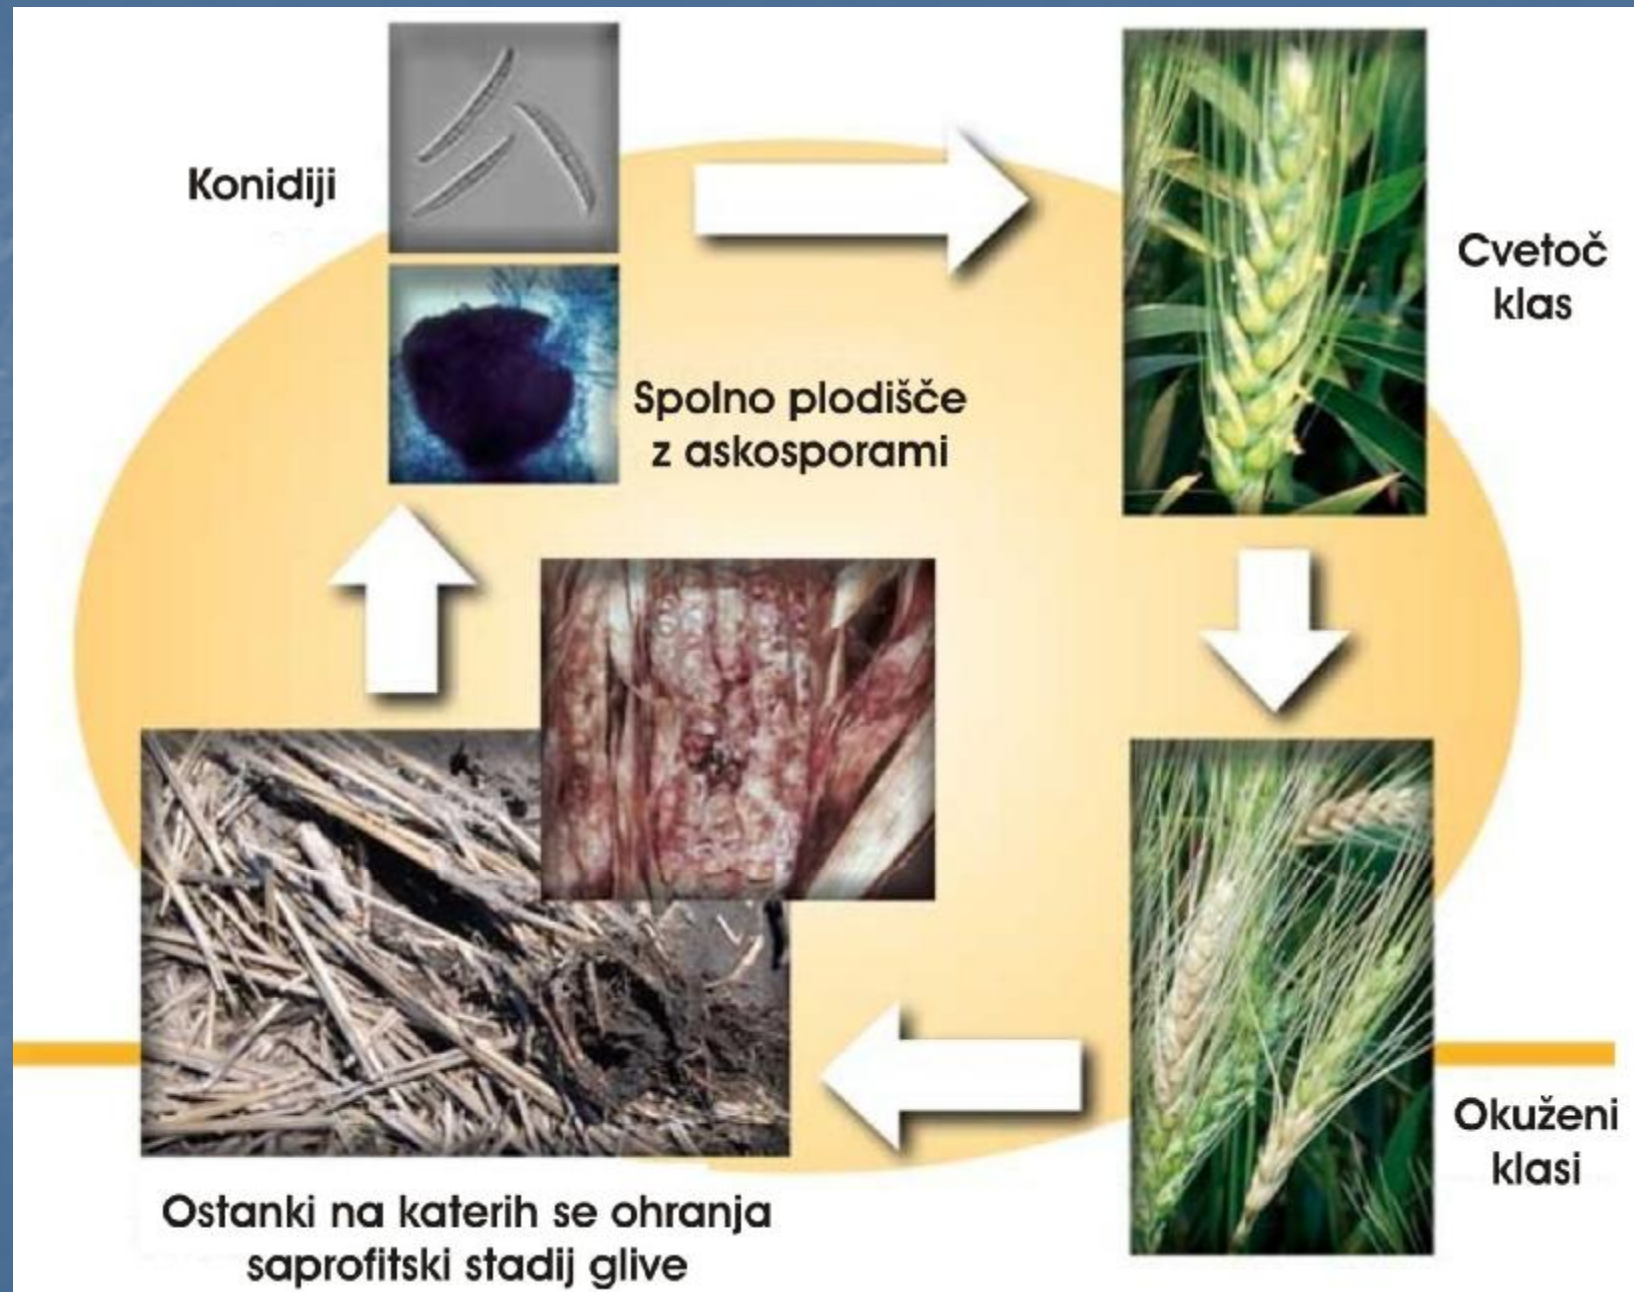 Konidiji
Cvetoč
klas
Spolno plodišče
z askosporami
Okuženi
klasi
Ostanki na katerih se ohranja
saprofitski stadij glive